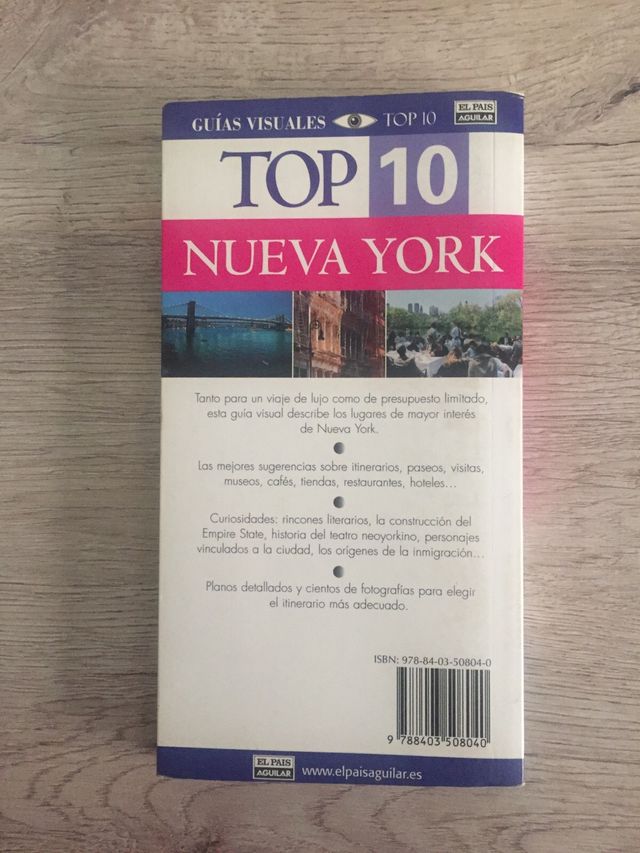 GUÍAS VISUALES TOP 10
EL PAIS
AGUILAR
TOP 10
NUEVA YORK
Tanto para un viaje de lujo como de presupuesto limitado,
esta guía visual describe los lugares de mayor interés
de Nueva York.
Las mejores sugerencias sobre itinerarios, paseos, visitas,
museos, cafés, tiendas, restaurantes, hoteles...
Curiosidades: rincones literarios, la construcción del
Empire State, historia del teatro neoyorkino, personajes
vinculados a la ciudad, los orígenes de la inmigración...
Planos detallados y cientos de fotografías para elegir
el itinerario más adecuado.
ISBN: 978-84-03-50804-0
9 788403 508040
EL PAIS
AGUILAR
www.elpaisaguilar.es